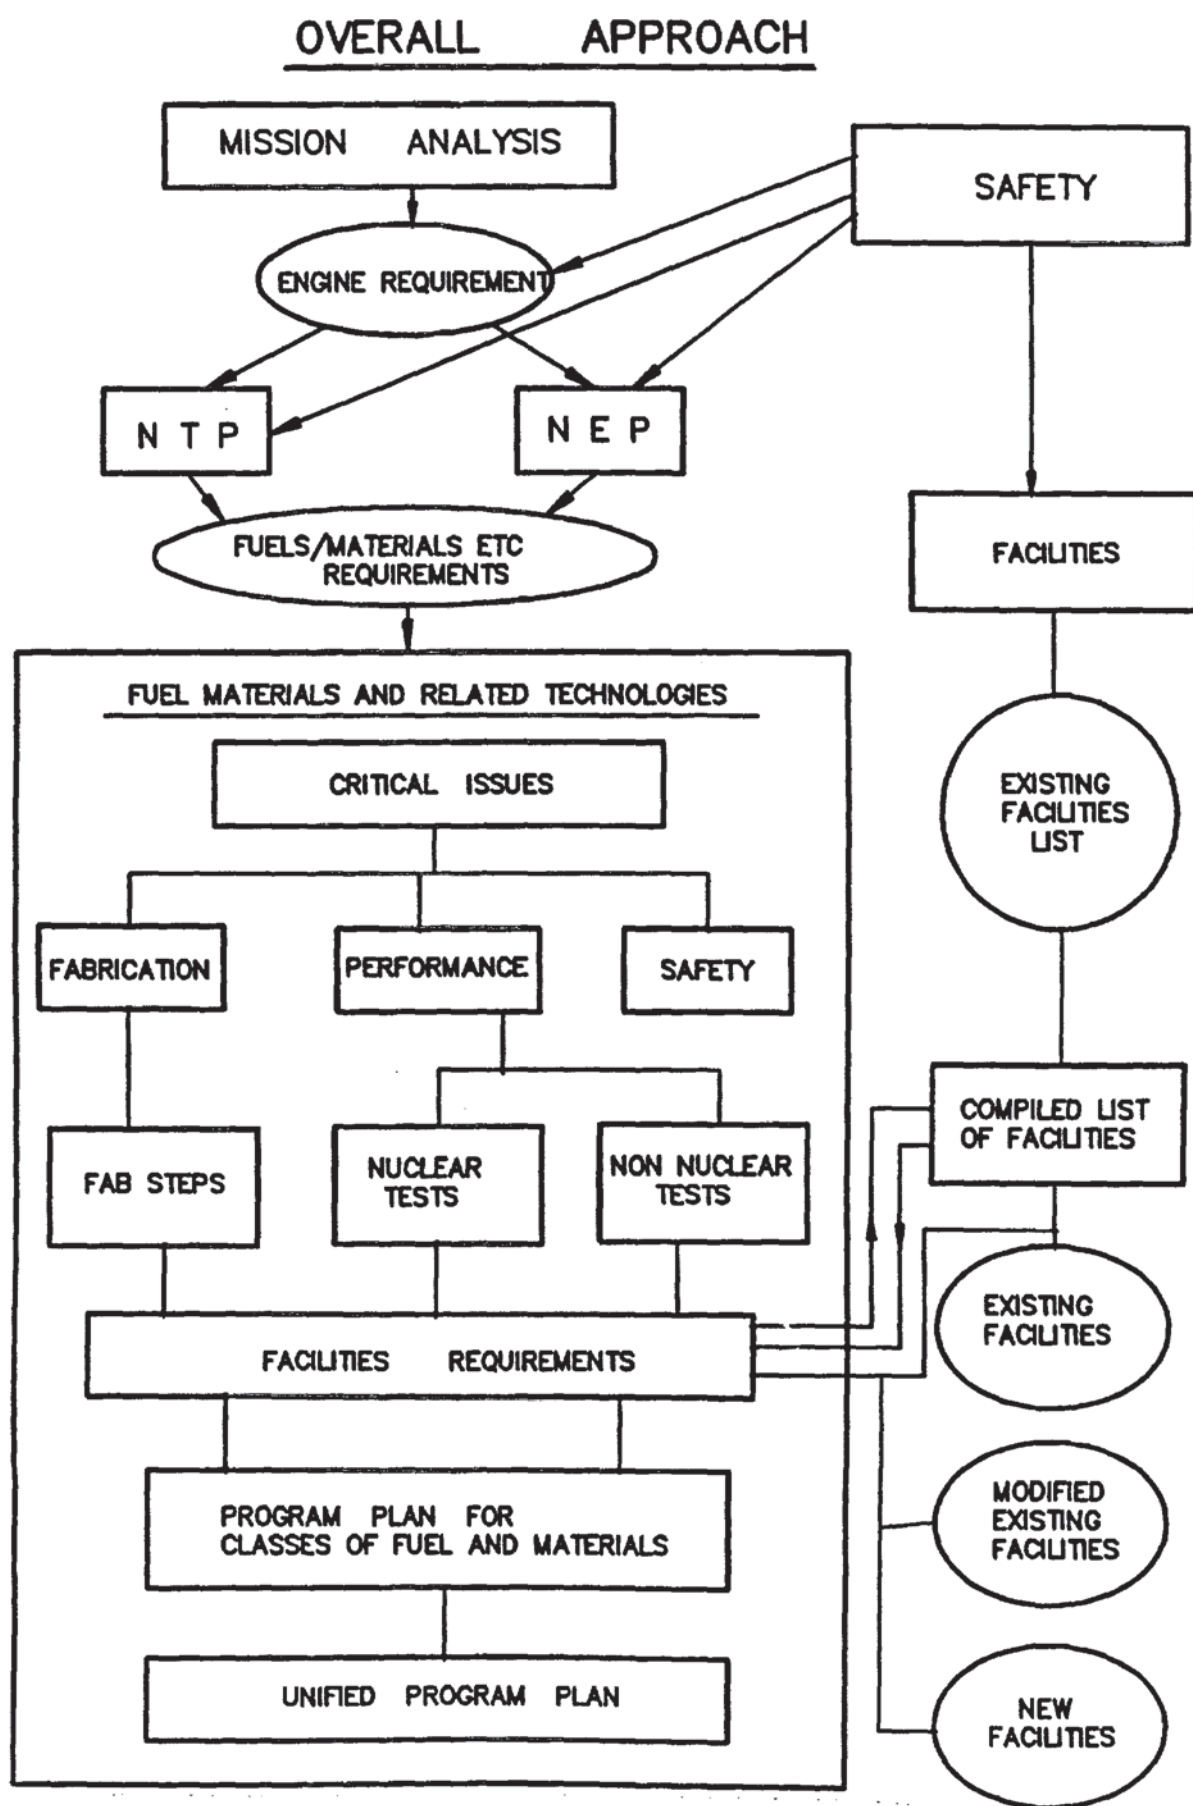 OVERALL APPROACH
MISSION ANALYSIS
SAFETY
ENGINE REQUIREMENT
N T P
N E P
FUELS/MATERIALS ETC
REQUIREMENTS
FACILITIES
FUEL MATERIALS AND RELATED TECHNOLOGIES
CRITICAL ISSUES
EXISTING
FACILITIES
LIST
FABRICATION
PERFORMANCE
SAFETY
COMPILED LIST
OF FACILITIES
FAB STEPS
NUCLEAR
TESTS
NON NUCLEAR
TESTS
EXISTING
FACILITIES
FACILITIES REQUIREMENTS
PROGRAM PLAN FOR
CLASSES OF FUEL AND MATERIALS
MODIFIED
EXISTING
FACILITIES
UNIFIED PROGRAM PLAN
NEW
FACILITIES